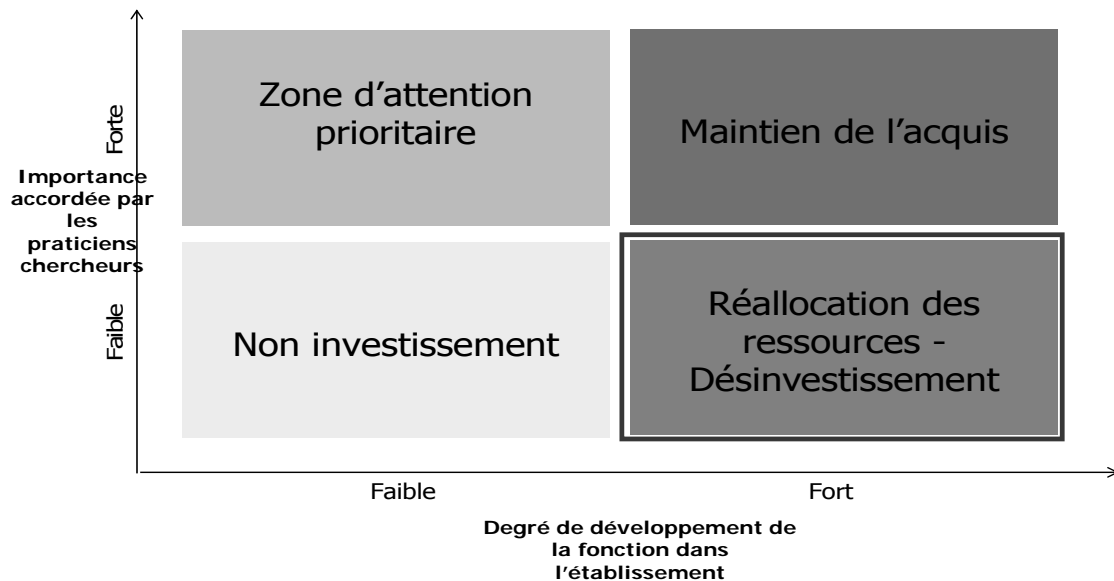 Zone d'attention
prioritaire
Maintien de l'acquis
Forte
Importance
accordée par
les
praticiens
chercheurs
Faible
Non investissement
Réallocation des
ressources -
Désinvestissement
Faible
Fort
Degré de développement de
la fonction dans
l'établissement